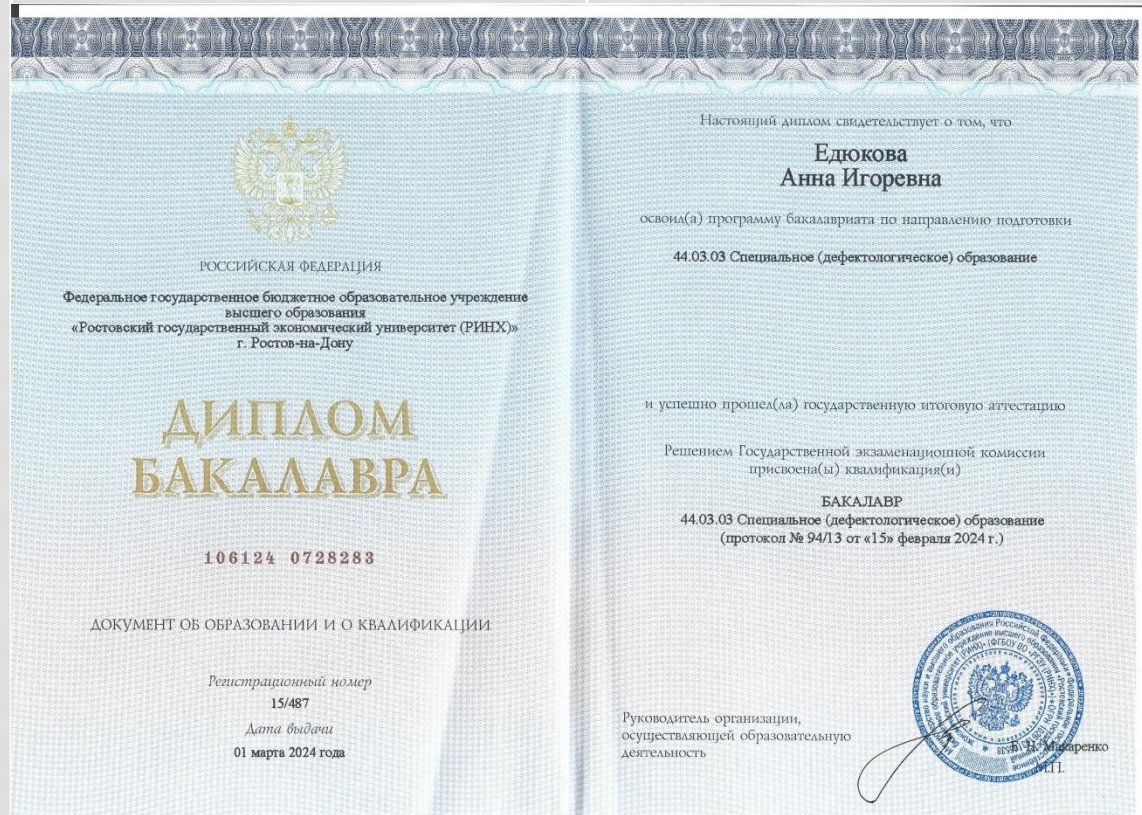 РОССИЙСКАЯ ФЕДЕРАЦИЯ
Федеральное государственное бюджетное образовательное учреждение
высшего образования
«Ростовский государственный экономический университет (РИНХ)»
г. Ростов-на-Дону
ДИПЛОМ
БАКАЛАВРА
106124 0728283
ДОКУМЕНТ ОБ ОБРАЗОВАНИИ И О КВАЛИФИКАЦИИ
Регистрационный номер
15/487
Дата выдачи
01 марта 2024 года
Настоящий диплом свидетельствует о том, что
Едюкова
Анна Игоревна
освоил(а) программу бакалавриата по направлению подготовки
44.03.03 Специальное (дефектологическое) образование
и успешно прошел(ла) государственную итоговую аттестацию
Решением Государственной экзаменационной комиссии
присвоена(ы) квалификация(и)
БАКАЛАВР
44.03.03 Специальное (дефектологическое) образование
(протокол № 94/13 от «15» февраля 2024 г.)
Руководитель организации,
осуществляющей образовательную
деятельность
Макаренко
М.П.